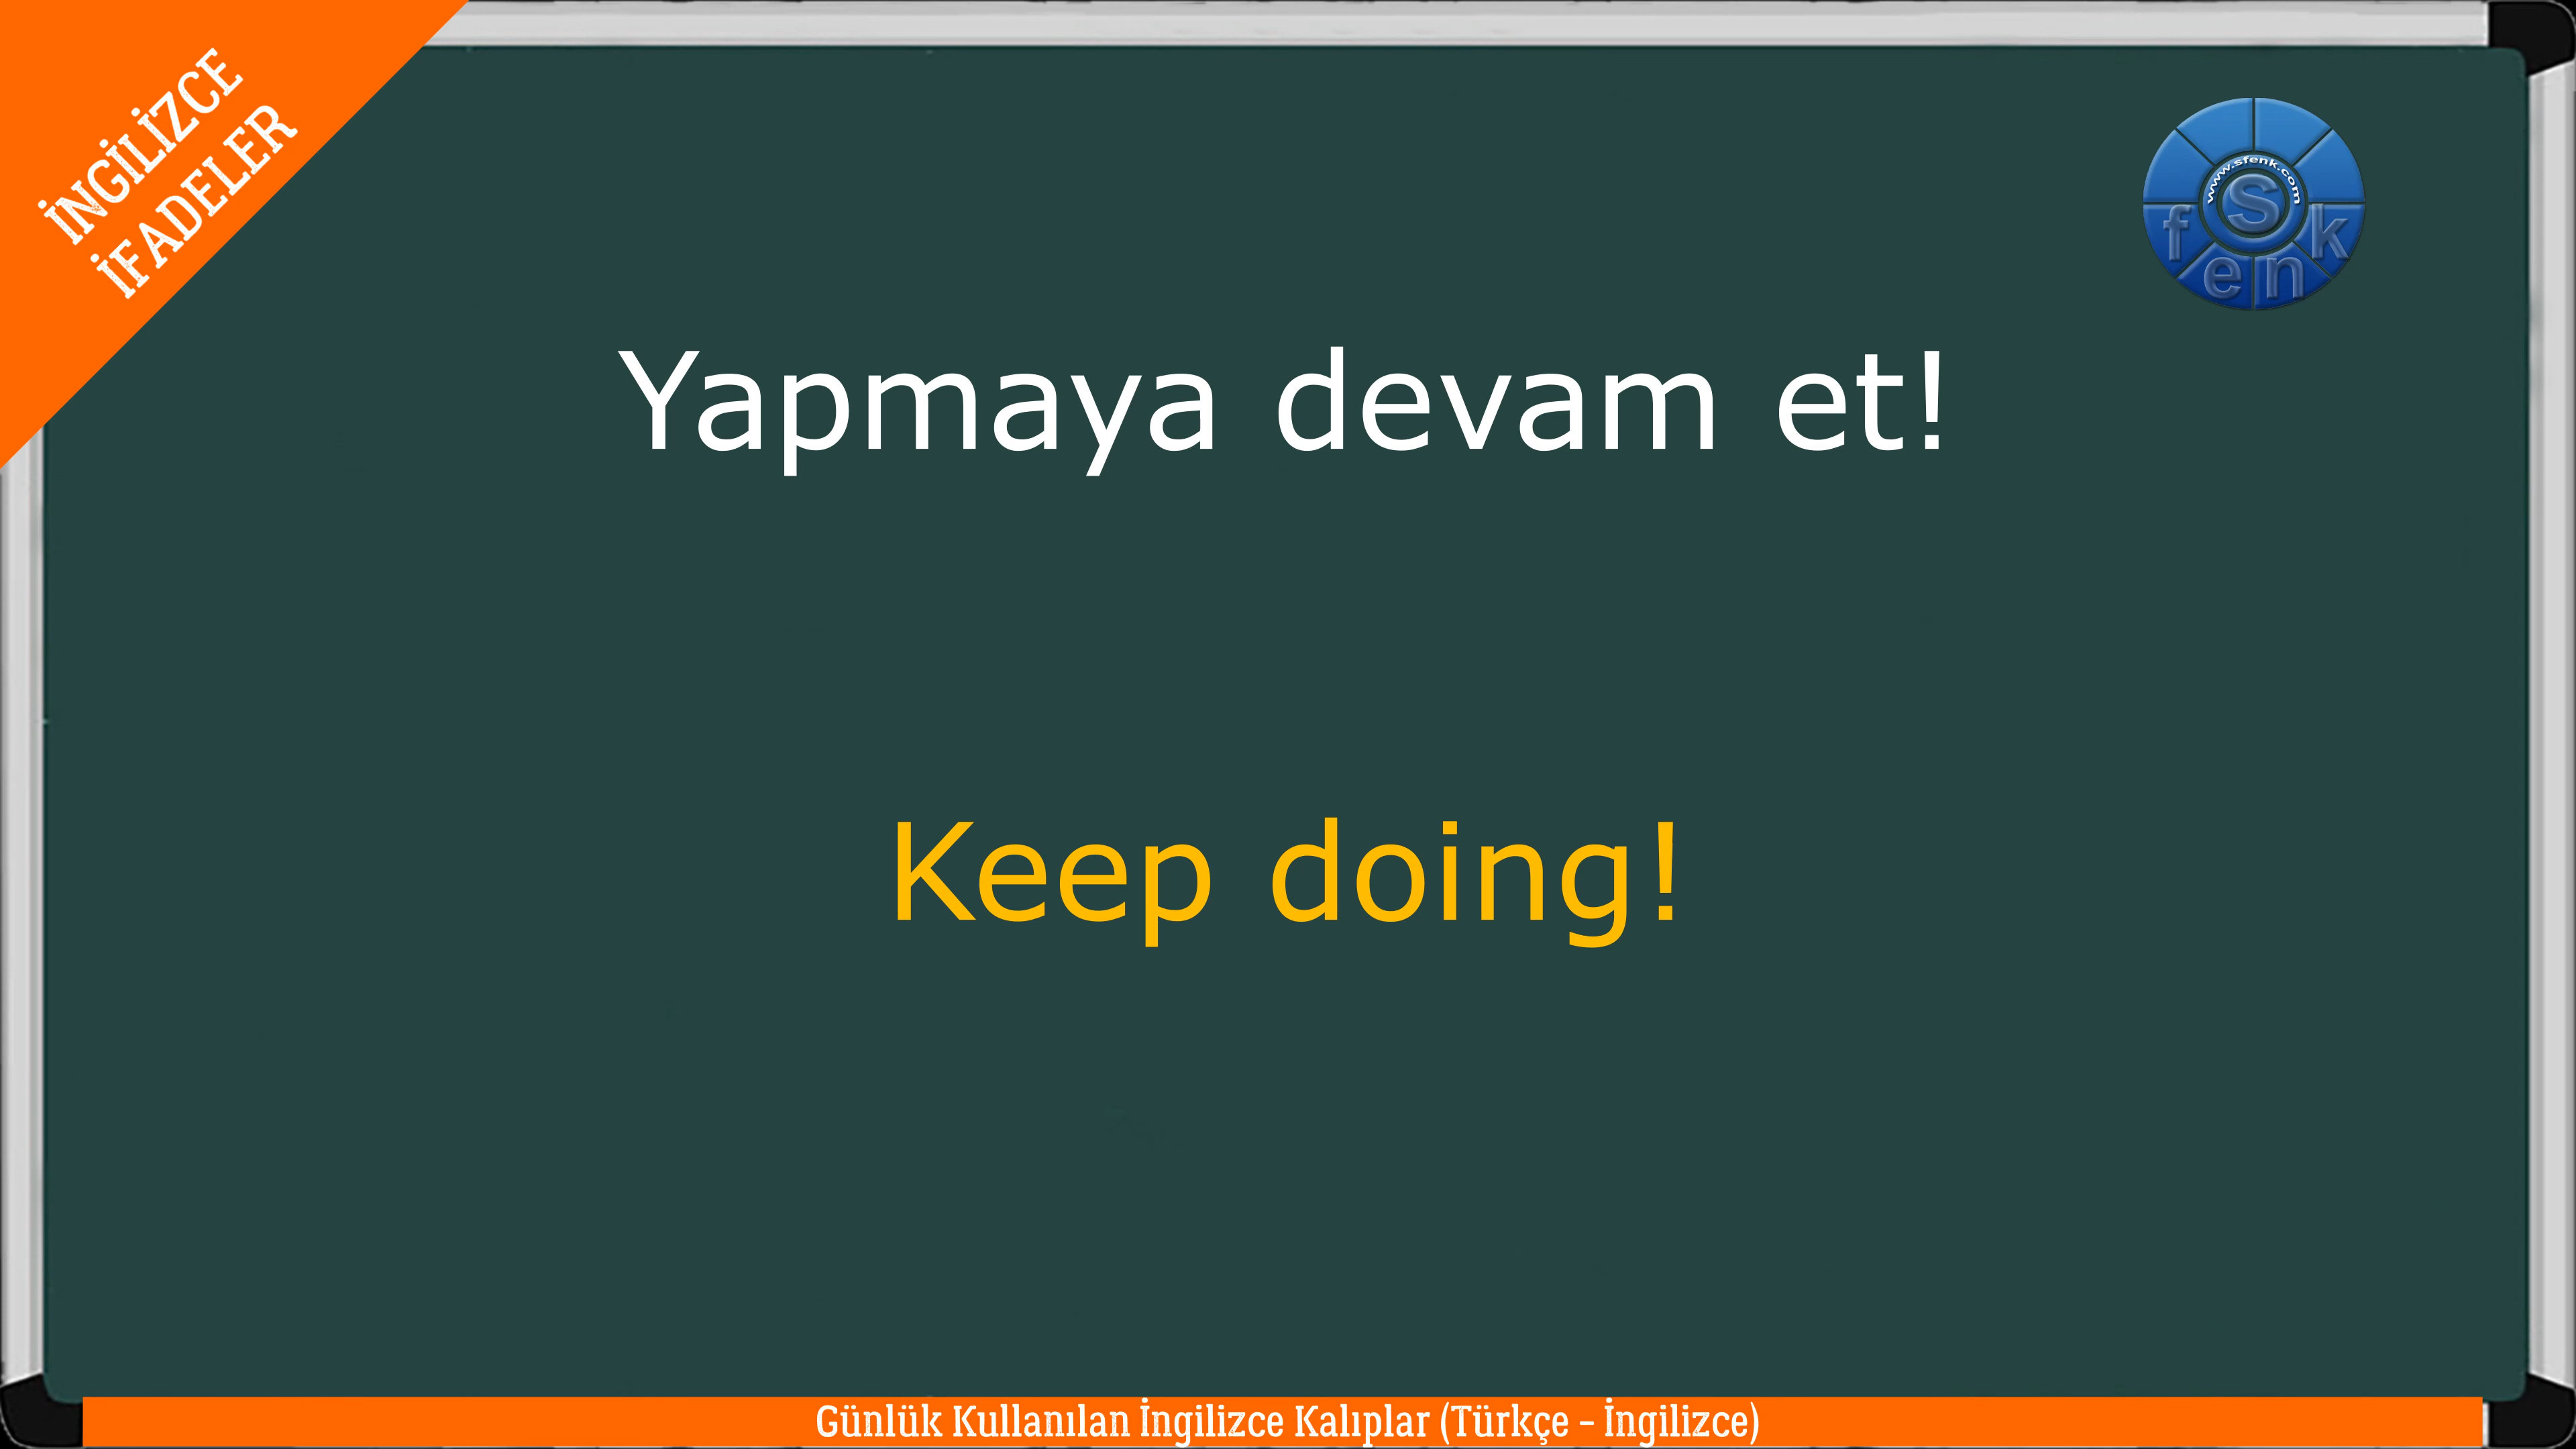 İNGİLİZCE
İFADELER
www.sfenk.com
s
f e n k
Yapmaya devam et!
Keep doing!
Günlük Kullanılan İngilizce Kalıplar (Türkçe – İngilizce)